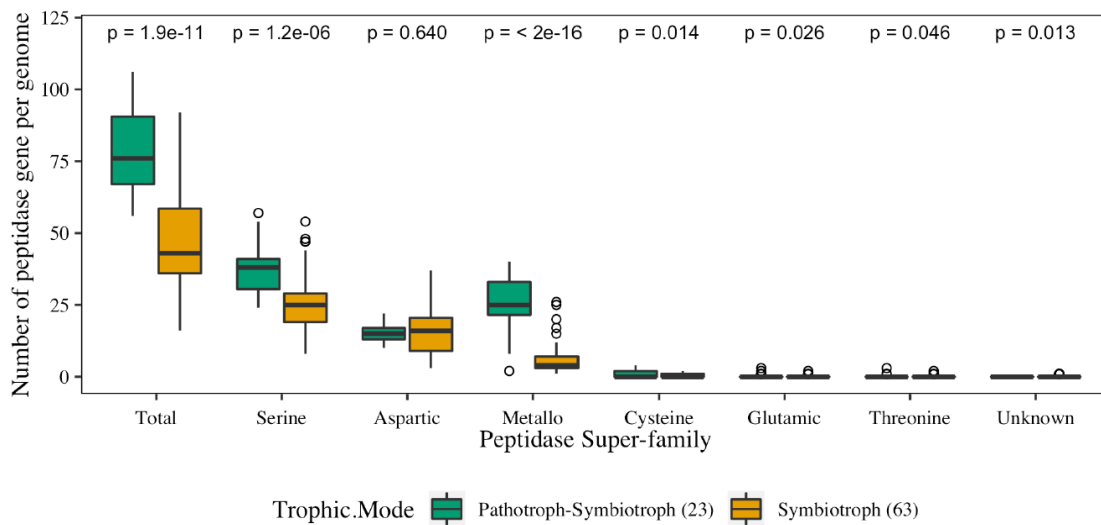 Number of peptidase gene per genome
125
100
75
50
25
0
p = 1.9e-11 p = 1.2e-06 p = 0.640 p = < 2e-16 p = 0.014 p = 0.026 p = 0.046 p = 0.013
Total Serine Aspartic Metallo Cysteine Glutamic Threonine Unknown
Peptidase Super-family
Trophic.Mode Pathotroph-Symbiotroph (23) Symbiotroph (63)